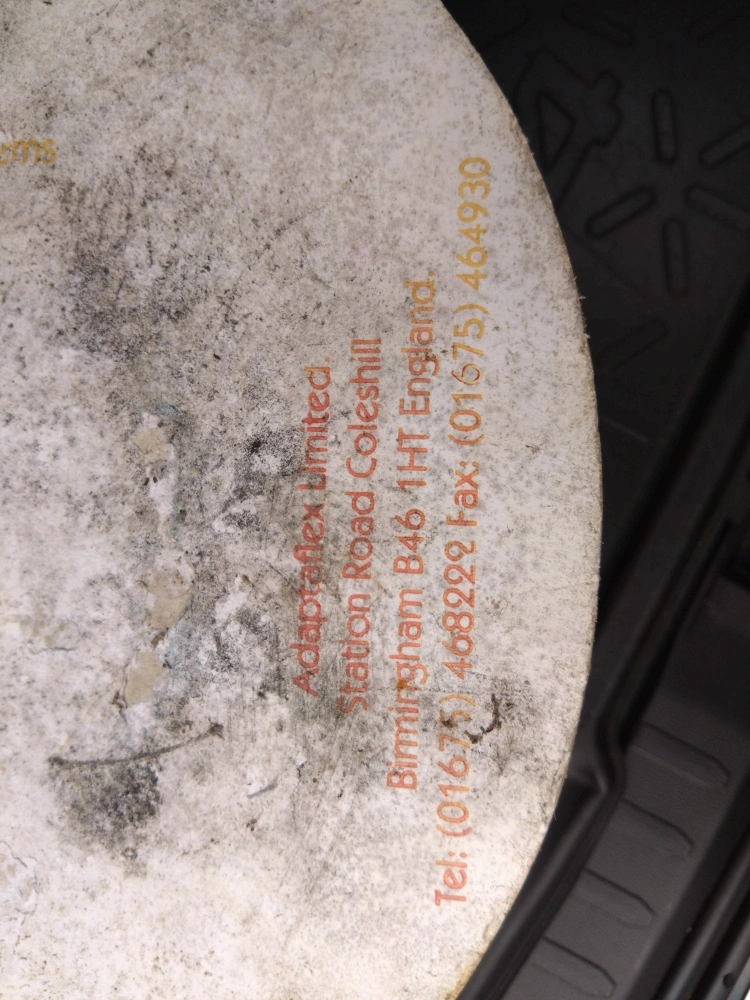 Adaptaflex Limited.
Station Road Coleshill
Birmingham B46 1HT England.
Tel: (01675) 468222 Fax: (01675) 464930